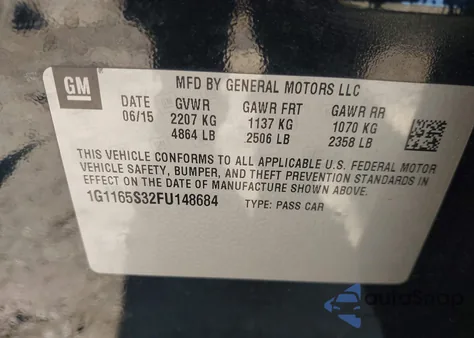 GM
MFD BY GENERAL MOTORS LLC
DATE GVWR GAWR FRT GAWR RR
06/15 2207 KG 1137 KG 1070 KG
4864 LB 2506 LB 2358 LB
THIS VEHICLE CONFORMS TO ALL APPLICABLE U.S. FEDERAL MOTOR
VEHICLE SAFETY, BUMPER, AND THEFT PREVENTION STANDARDS IN
EFFECT ON THE DATE OF MANUFACTURE SHOWN ABOVE.
1G1165S32FU148684 TYPE: PASS CAR